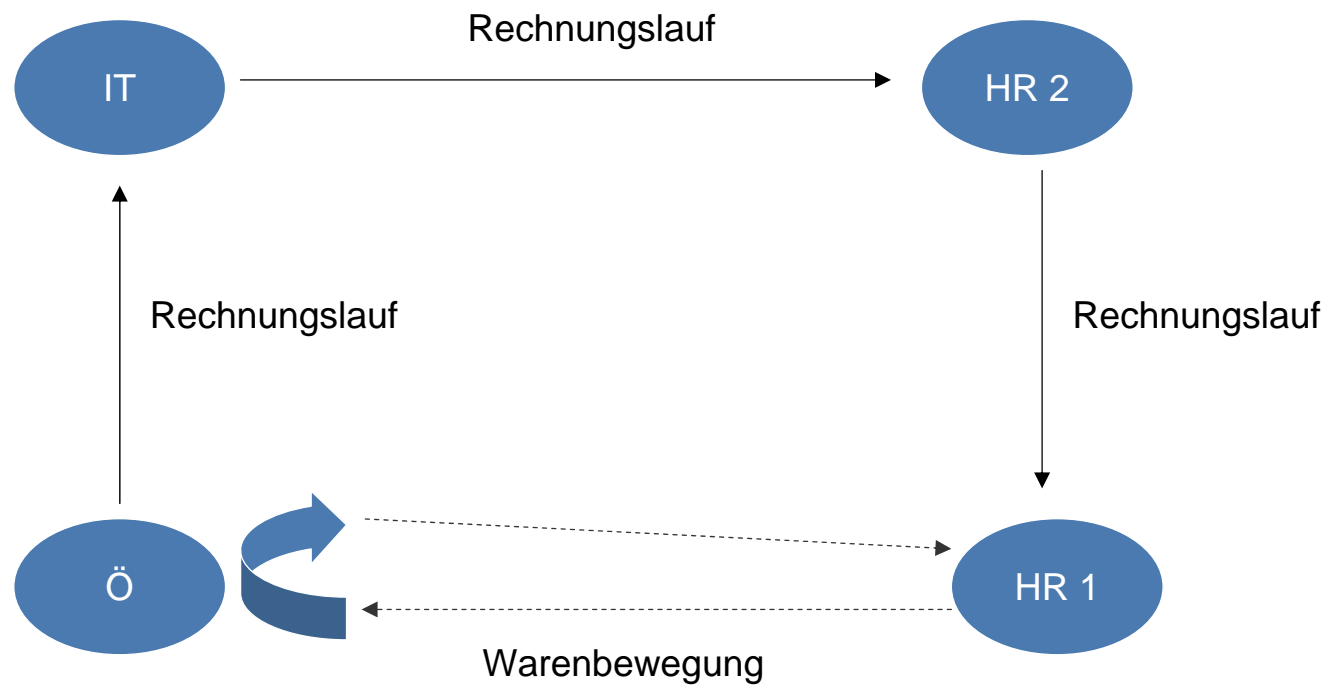 Rechnungslauf
IT
HR 2
Rechnungslauf
Rechnungslauf
Ö
HR 1
Warenbewegung